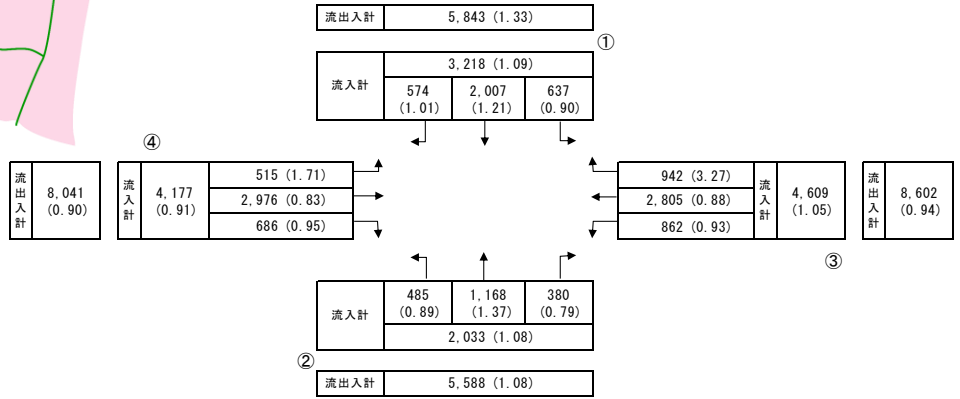 流出入計 5,843 (1.33)
①
流入計 3,218 (1.09)
574 2,007 637
(1.01) (1.21) (0.90)
④
流出入計 8,041 (0.90)
流入計 4,177 (0.91)
515 (1.71)
2,976 (0.83)
686 (0.95)
942 (3.27)
2,805 (0.88)
862 (0.93)
流入計 4,609 (1.05)
流出入計 8,602 (0.94)
③
流入計
485 1,168 380
(0.89) (1.37) (0.79)
2,033 (1.08)
②
流出入計 5,588 (1.08)